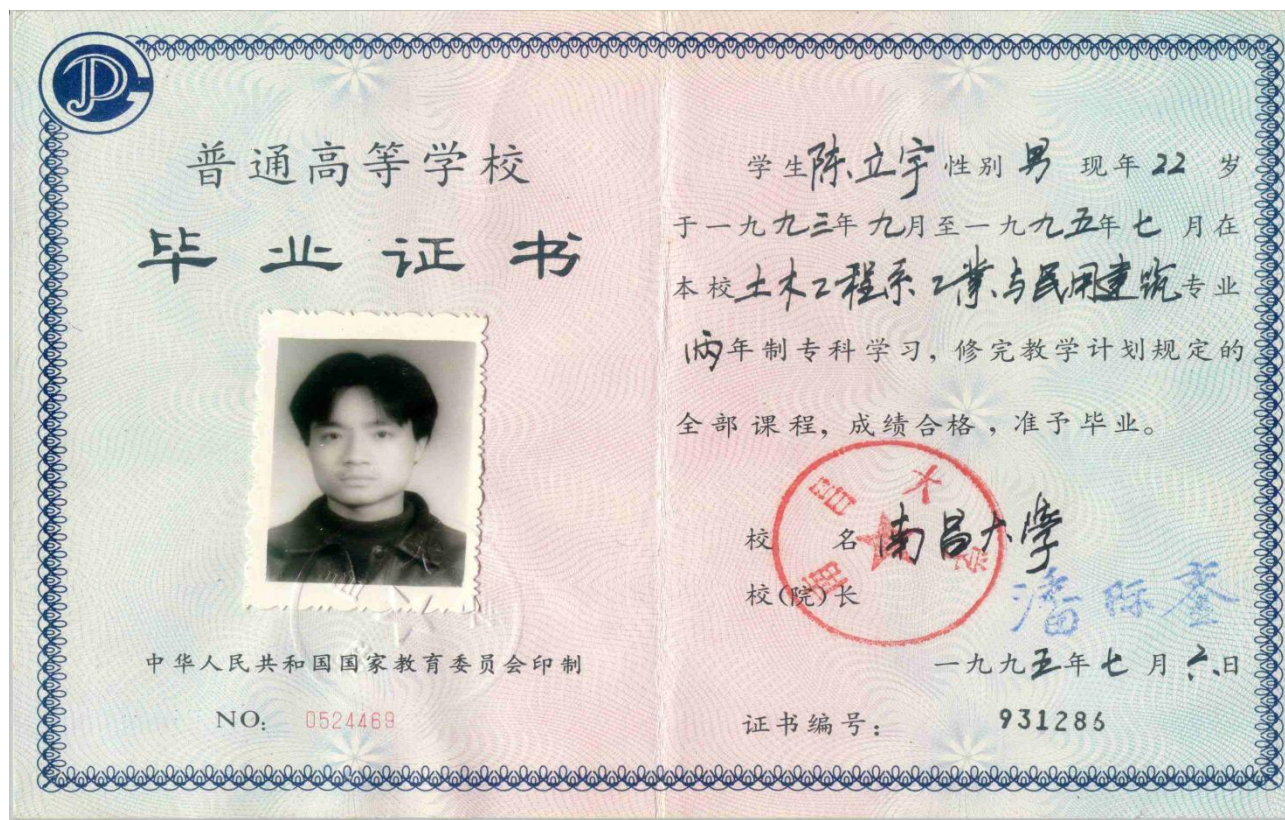 普通高等学校
毕业证书
中华人民共和国国家教育委员会印制
NO: 0524469
学生陈立宇性别 男 现年 22 岁
于一九九三年九月至一九九五年七月在
本校土木工程系工業与民用建筑专业
两年制专科学习，修完教学计划规定的
全部课程，成绩合格，准予毕业。
校 名 南昌大学
校(院)长 潘际銮
一九九五年七月六日
证书编号： 931286